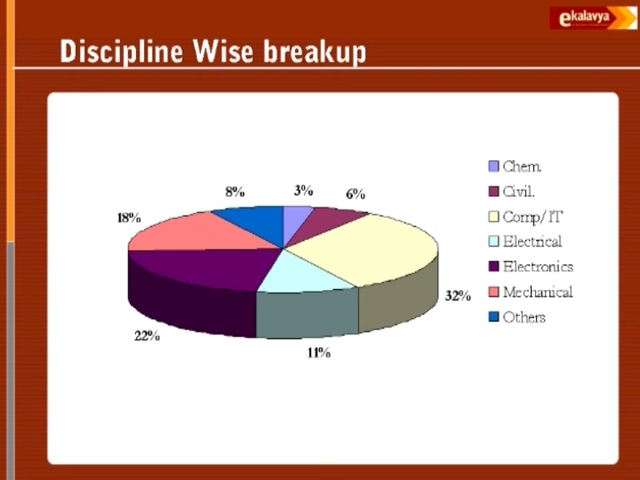 ekalavya
Discipline Wise breakup
8%
3%
6%
18%
32%
22%
11%
Chem.
Civil.
Comp/IT
Electrical
Electronics
Mechanical
Others